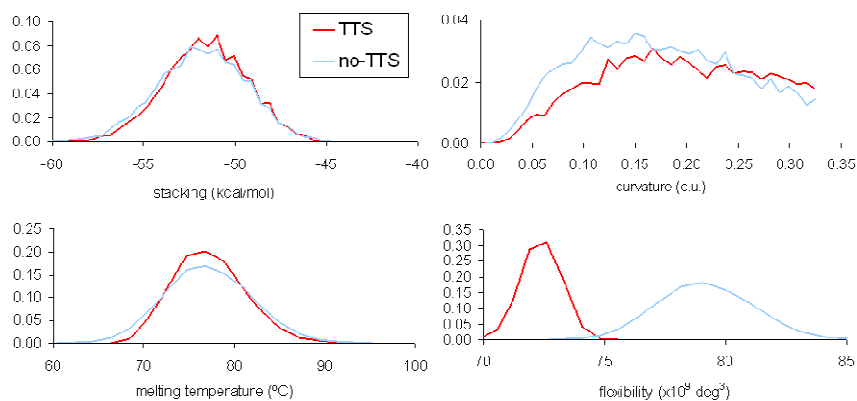 0.10
0.08
0.06
0.04
0.02
0.00
-60 -55 -50 -45 -40
stacking (kcal/mol)
TTS
no-TTS
0.04
0.02
0.00
0.00 0.05 0.10 0.15 0.20 0.25 0.30 0.35
curvature (c.u.)
0.25
0.20
0.15
0.10
0.05
0.00
60 70 80 90 100
melting temperature (ºC)
0.35
0.30
0.25
0.20
0.15
0.10
0.05
0.00
70 75 80 85
flexibility (x10⁹ deg³)